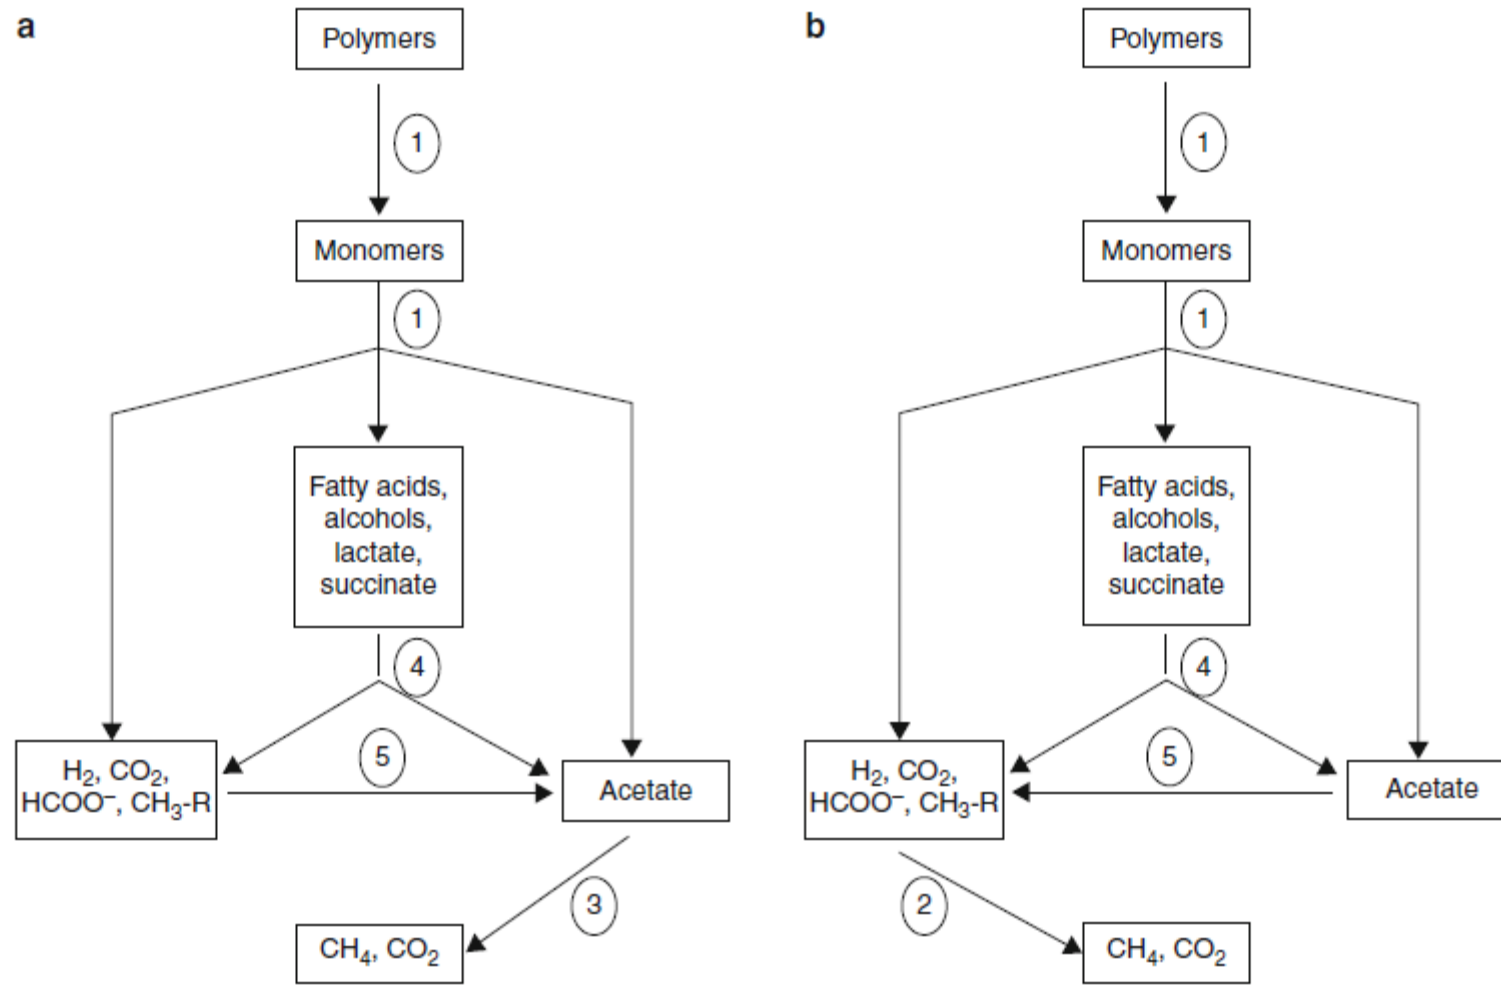 a
Polymers
1
Monomers
1
Fatty acids,
alcohols,
lactate,
succinate
4
5
H₂, CO₂,
HCOO⁻, CH₃-R
Acetate
3
CH₄, CO₂
b
Polymers
1
Monomers
1
Fatty acids,
alcohols,
lactate,
succinate
4
5
H₂, CO₂,
HCOO⁻, CH₃-R
Acetate
2
CH₄, CO₂